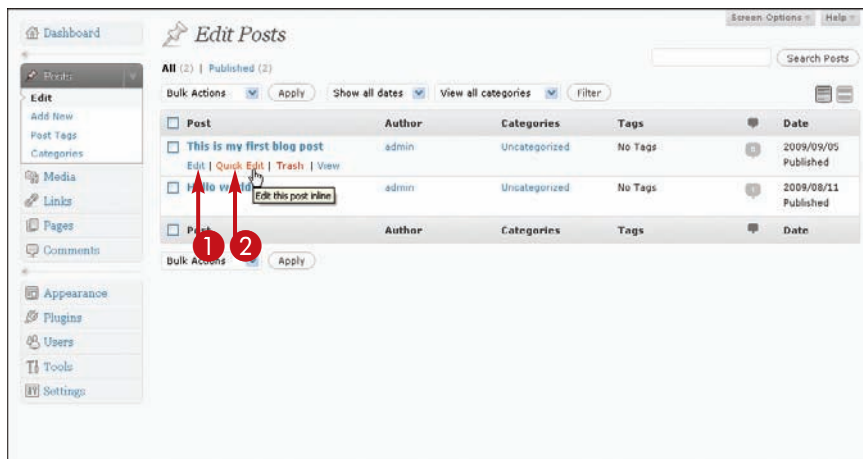 Screen Options Help
Dashboard
Edit Posts
Search Posts
All (2) | Published (2)
Posts
Bulk Actions Apply Show all dates View all categories Filter
Edit
Add New
Post Tags
Categories
Post Author Categories Tags Date
This is my first blog post admin Uncategorized No Tags 0 2009/09/05
Edit | Quick Edit | Trash | View Published
Media
Links
Hello world admin Uncategorized No Tags 2009/08/11
Edit this post inline Published
Pages
Post Author Categories Tags Date
1 2
Comments
Bulk Actions Apply
Appearance
Plugins
Users
Tools
Settings